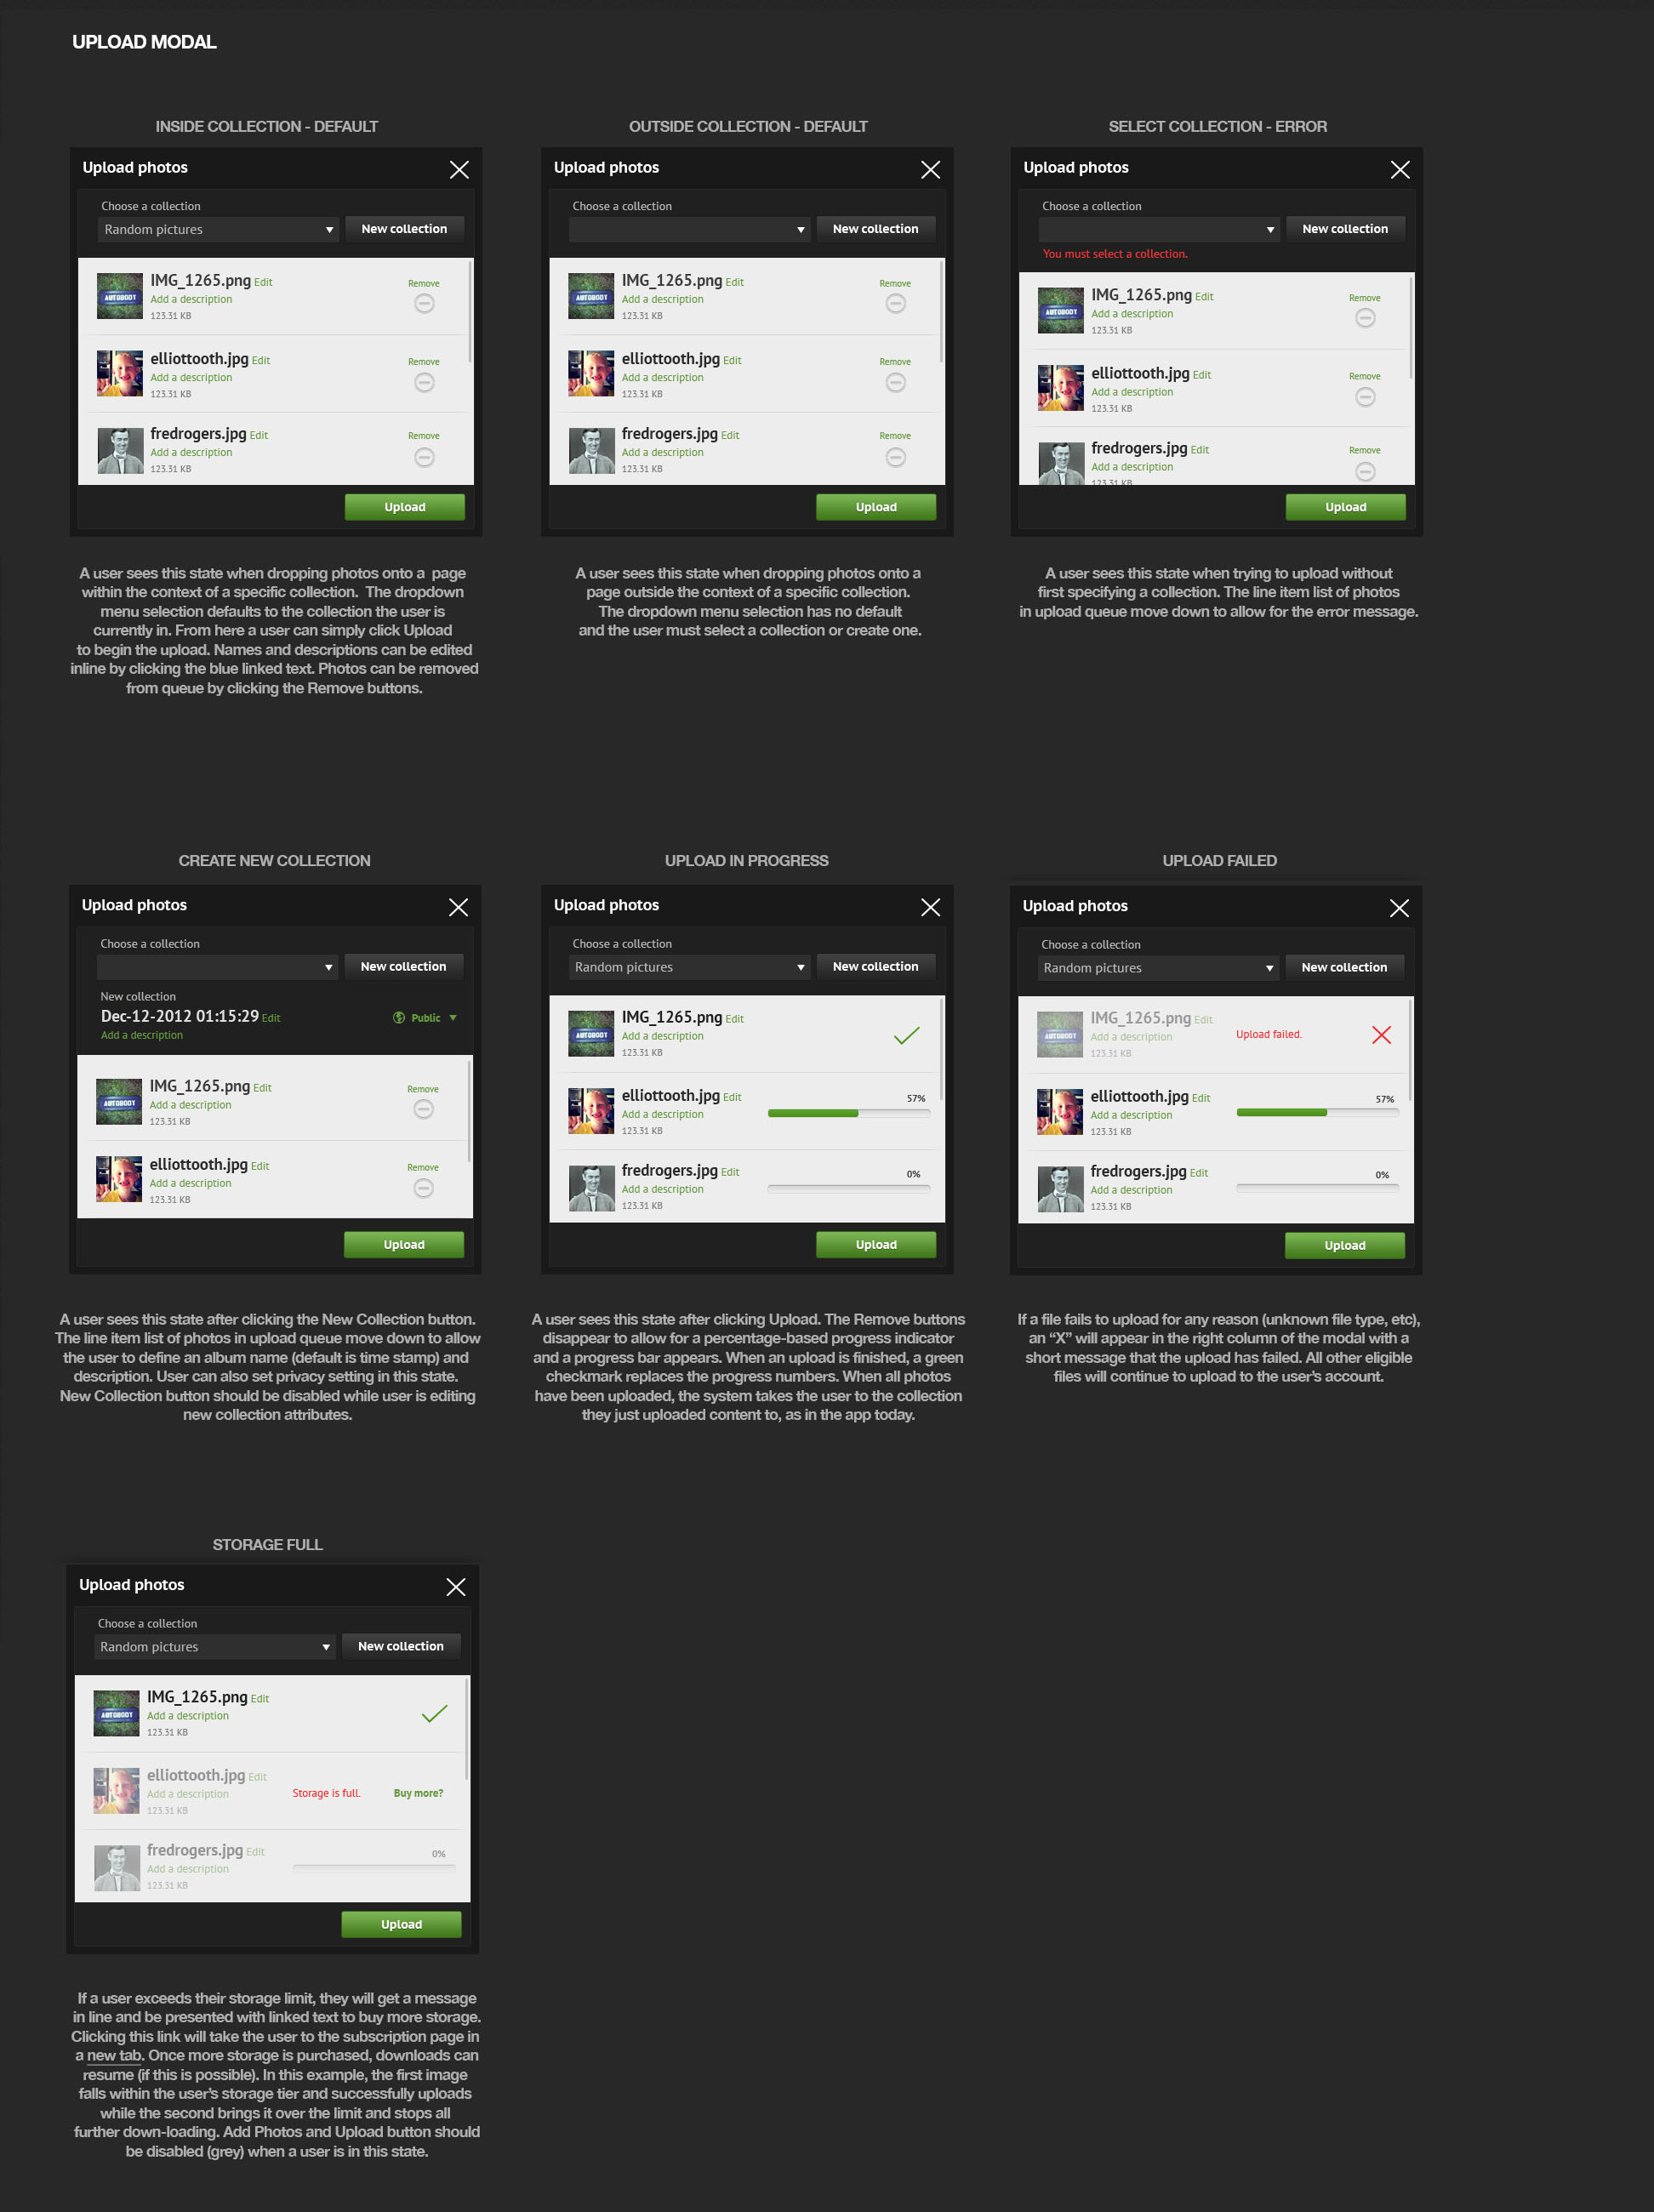 UPLOAD MODAL
INSIDE COLLECTION - DEFAULT
Upload photos
Choose a collection
Random pictures
New collection
AUTOBODY
IMG_1265.png Edit
Add a description
123.31 KB
Remove
elliottooth.jpg Edit
Add a description
123.31 KB
Remove
fredrogers.jpg Edit
Add a description
123.31 KB
Remove
Upload
A user sees this state when dropping photos onto a page
within the context of a specific collection. The dropdown
menu selection defaults to the collection the user is
currently in. From here a user can simply click Upload
to begin the upload. Names and descriptions can be edited
inline by clicking the blue linked text. Photos can be removed
from queue by clicking the Remove buttons.
OUTSIDE COLLECTION - DEFAULT
Upload photos
Choose a collection
New collection
AUTOBODY
IMG_1265.png Edit
Add a description
123.31 KB
Remove
elliottooth.jpg Edit
Add a description
123.31 KB
Remove
fredrogers.jpg Edit
Add a description
123.31 KB
Remove
Upload
A user sees this state when dropping photos onto a
page outside the context of a specific collection.
The dropdown menu selection has no default
and the user must select a collection or create one.
SELECT COLLECTION - ERROR
Upload photos
Choose a collection
New collection
You must select a collection.
AUTOBODY
IMG_1265.png Edit
Add a description
123.31 KB
Remove
elliottooth.jpg Edit
Add a description
123.31 KB
Remove
fredrogers.jpg Edit
Add a description
123.31 KB
Remove
Upload
A user sees this state when trying to upload without
first specifying a collection. The line item list of photos
in upload queue move down to allow for the error message.
CREATE NEW COLLECTION
Upload photos
Choose a collection
New collection
New collection
Dec-12-2012 01:15:29 Edit
Public
Add a description
AUTOBODY
IMG_1265.png Edit
Add a description
123.31 KB
Remove
elliottooth.jpg Edit
Add a description
123.31 KB
Remove
Upload
A user sees this state after clicking the New Collection button.
The line item list of photos in upload queue move down to allow
the user to define an album name (default is time stamp) and
description. User can also set privacy setting in this state.
New Collection button should be disabled while user is editing
new collection attributes.
UPLOAD IN PROGRESS
Upload photos
Choose a collection
Random pictures
New collection
AUTOBODY
IMG_1265.png Edit
Add a description
123.31 KB
elliottooth.jpg Edit
Add a description
123.31 KB
57%
fredrogers.jpg Edit
Add a description
123.31 KB
0%
Upload
A user sees this state after clicking Upload. The Remove buttons
disappear to allow for a percentage-based progress indicator
and a progress bar appears. When an upload is finished, a green
checkmark replaces the progress numbers. When all photos
have been uploaded, the system takes the user to the collection
they just uploaded content to, as in the app today.
UPLOAD FAILED
Upload photos
Choose a collection
Random pictures
New collection
AUTOBODY
IMG_1265.png Edit
Add a description
123.31 KB
Upload failed.
elliottooth.jpg Edit
Add a description
123.31 KB
57%
fredrogers.jpg Edit
Add a description
123.31 KB
0%
Upload
If a file fails to upload for any reason (unknown file type, etc),
an “X” will appear in the right column of the modal with a
short message that the upload has failed. All other eligible
files will continue to upload to the user’s account.
STORAGE FULL
Upload photos
Choose a collection
Random pictures
New collection
AUTOBODY
IMG_1265.png Edit
Add a description
123.31 KB
elliottooth.jpg Edit
Add a description
123.31 KB
Storage is full.
Buy more?
fredrogers.jpg Edit
Add a description
123.31 KB
0%
Upload
If a user exceeds their storage limit, they will get a message
in line and be presented with linked text to buy more storage.
Clicking this link will take the user to the subscription page in
a new tab. Once more storage is purchased, downloads can
resume (if this is possible). In this example, the first image
falls within the user’s storage tier and successfully uploads
while the second brings it over the limit and stops all
further down-loading. Add Photos and Upload button should
be disabled (grey) when a user is in this state.